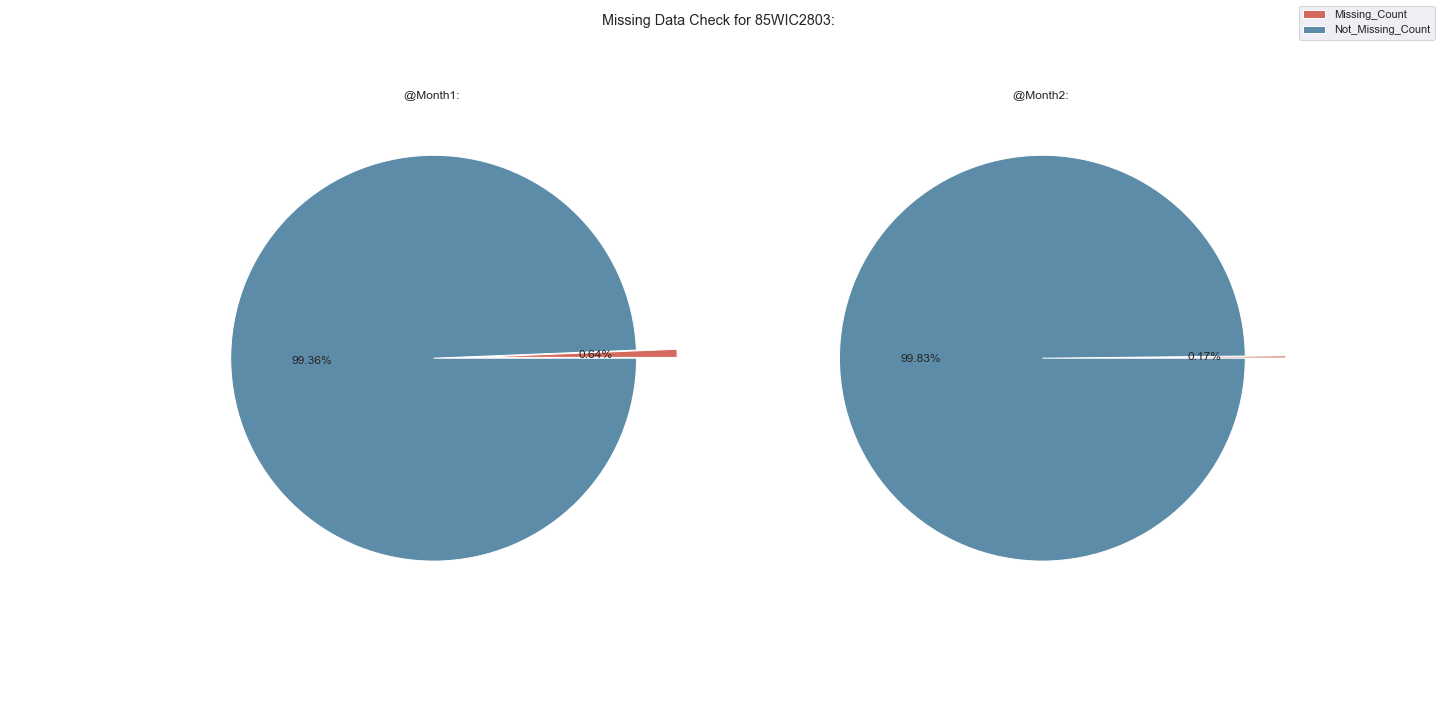 Missing Data Check for 85WIC2803:
Missing_Count
Not_Missing_Count
@Month1:
@Month2:
99.36%
0.64%
99.83%
0.17%